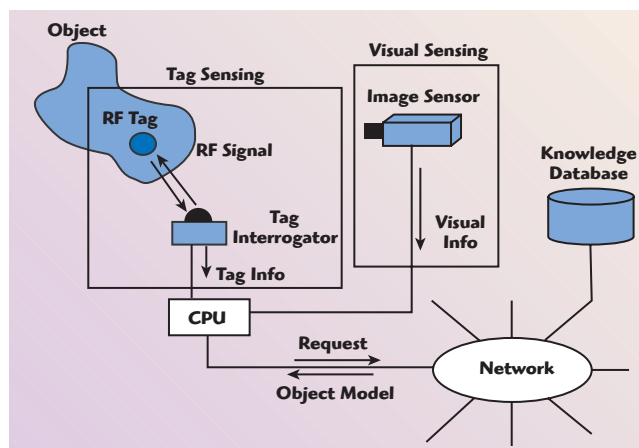 Object
Tag Sensing
RF Tag
RF Signal
Tag
Interrogator
Tag Info
Visual Sensing
Image Sensor
Visual
Info
Knowledge
Database
CPU
Request
Object Model
Network